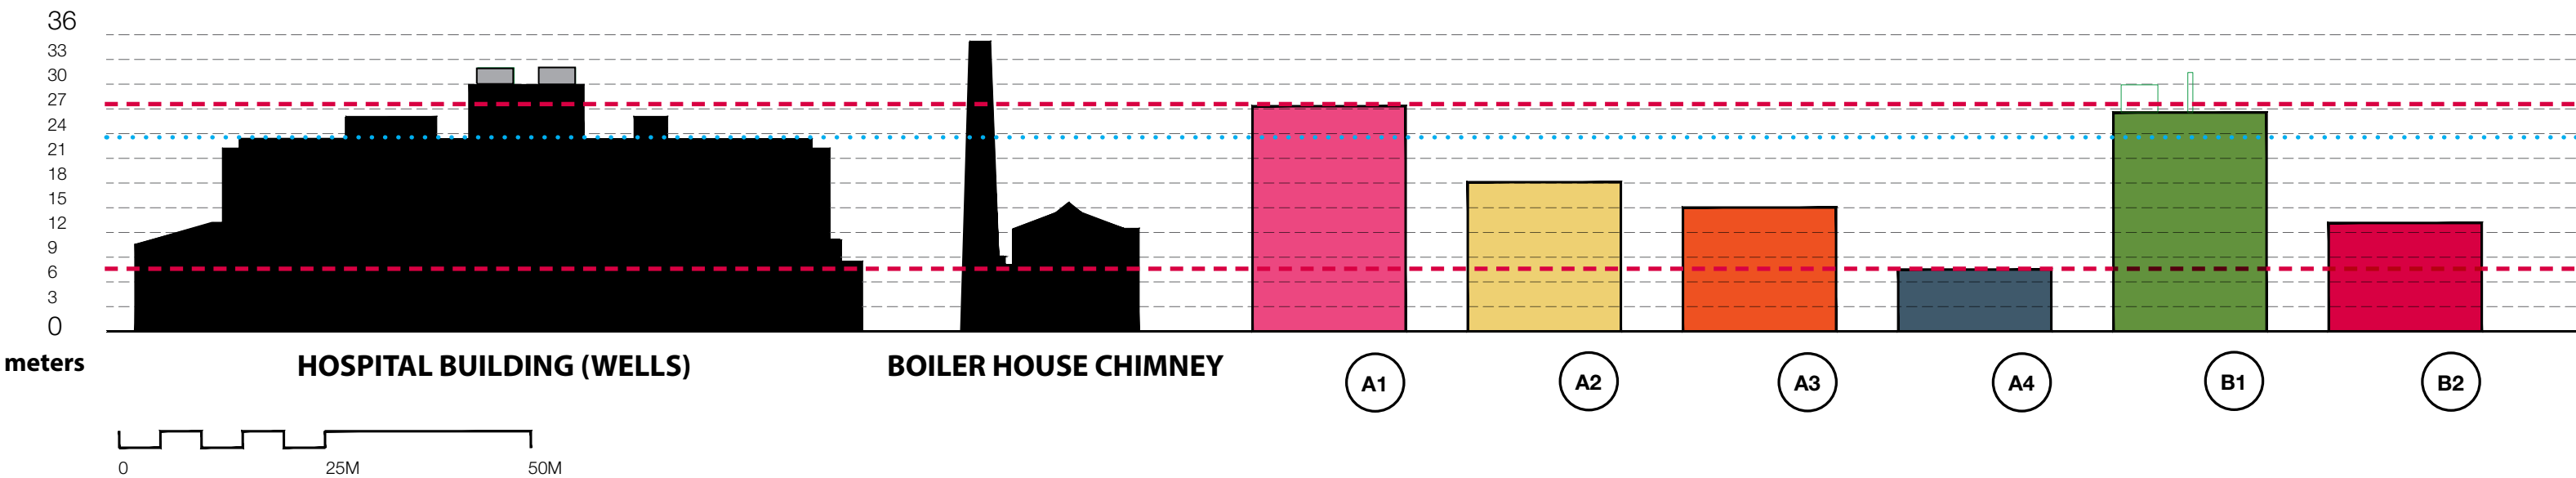 36
33
30
27
24
21
18
15
12
9
6
3
0
meters
HOSPITAL BUILDING (WELLS)
BOILER HOUSE CHIMNEY
A1
A2
A3
A4
B1
B2
0
25M
50M